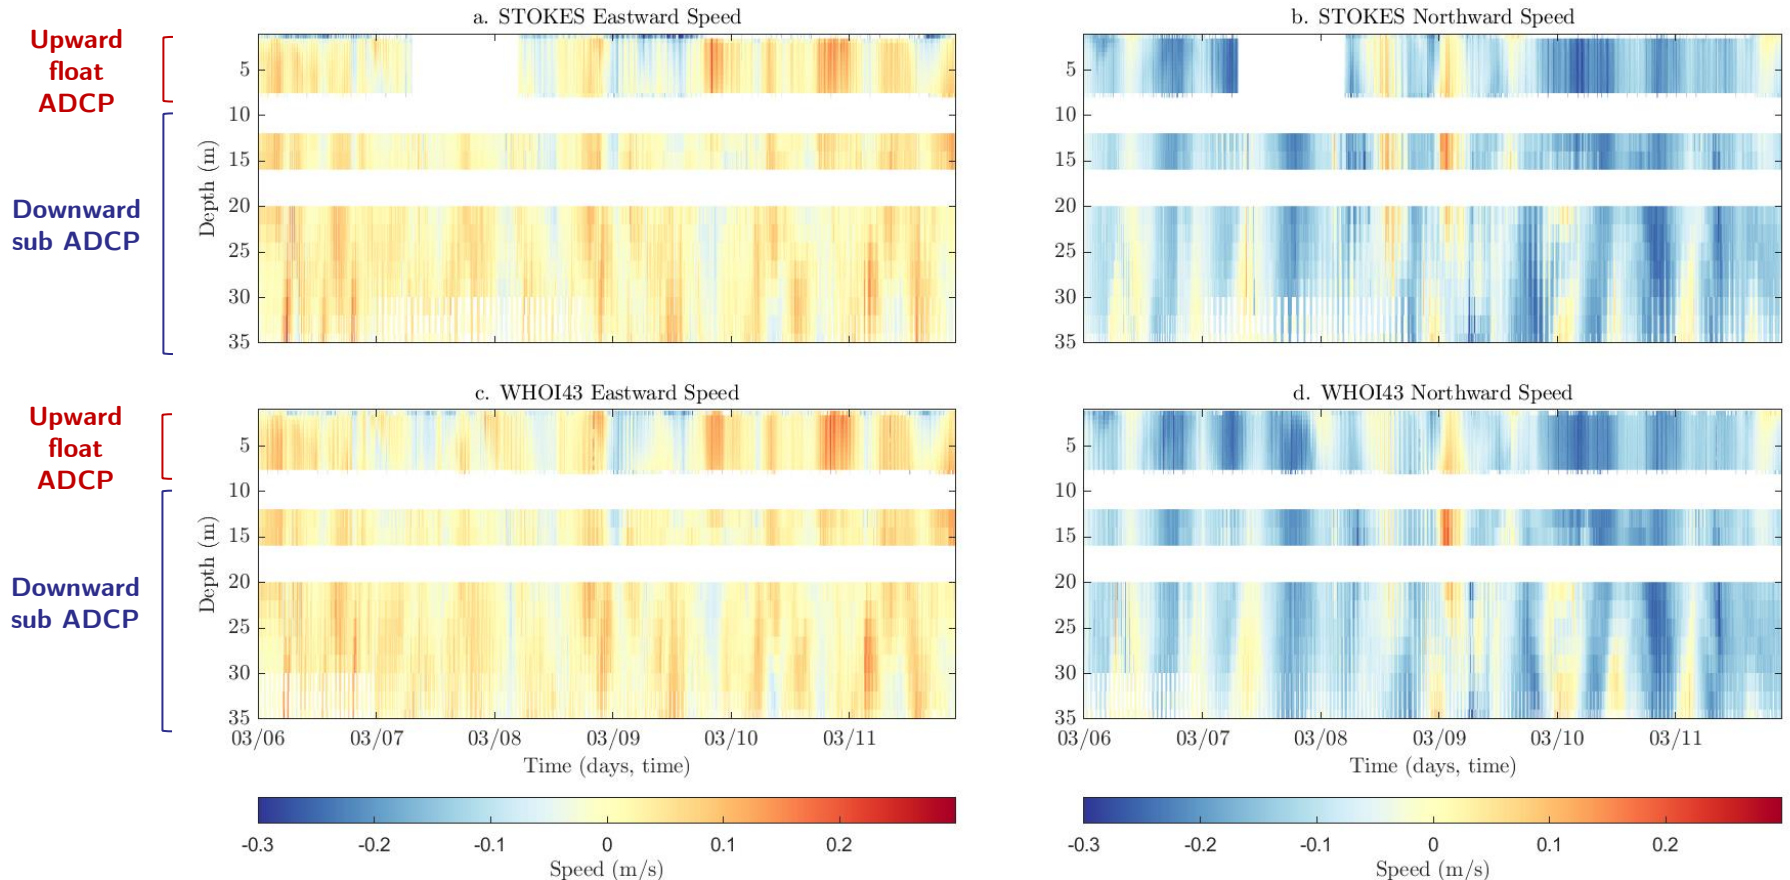 a. STOKES Eastward Speed
b. STOKES Northward Speed
Upward
float
ADCP
Downward
sub ADCP
Depth (m)
5
10
15
20
25
30
35
5
10
15
20
25
30
35
c. WHOI43 Eastward Speed
d. WHOI43 Northward Speed
Upward
float
ADCP
Downward
sub ADCP
Depth (m)
5
10
15
20
25
30
35
5
10
15
20
25
30
35
03/06 03/07 03/08 03/09 03/10 03/11
Time (days, time)
03/06 03/07 03/08 03/09 03/10 03/11
Time (days, time)
-0.3 -0.2 -0.1 0 0.1 0.2
Speed (m/s)
-0.3 -0.2 -0.1 0 0.1 0.2
Speed (m/s)